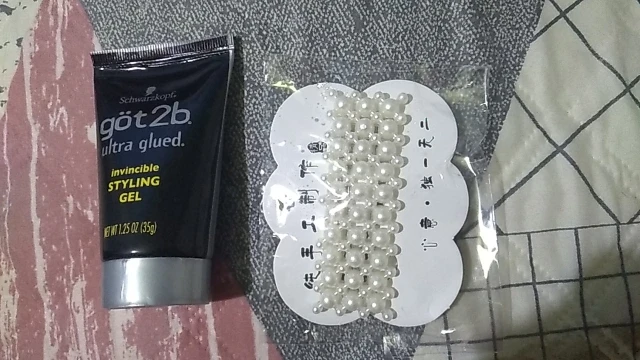 Schwarzkopf
göt2b.
ultra glued.
invincible
STYLING
GEL
NET WT 1.25 OZ (35g)
纯手工制作
独一无二